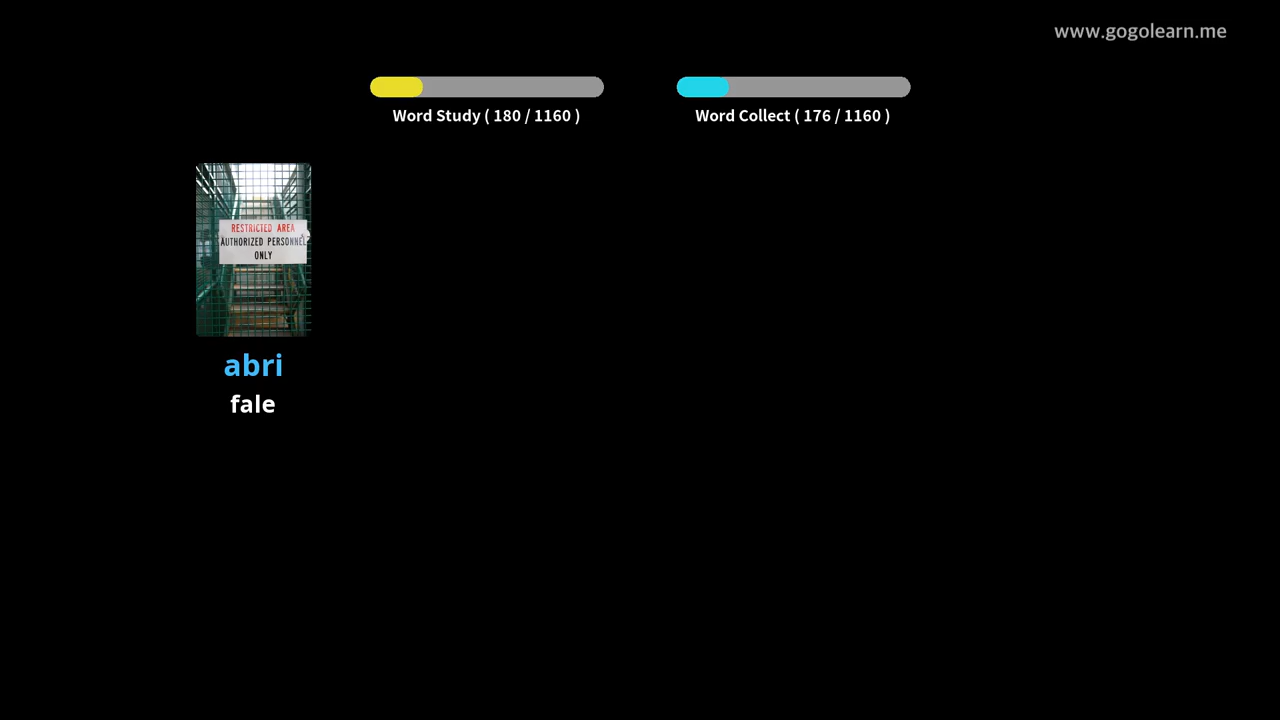 www.gogolearn.me
Word Study ( 180 / 1160 )
Word Collect ( 176 / 1160 )
RESTRICTED AREA
AUTHORIZED PERSONNEL
ONLY
abri
fale